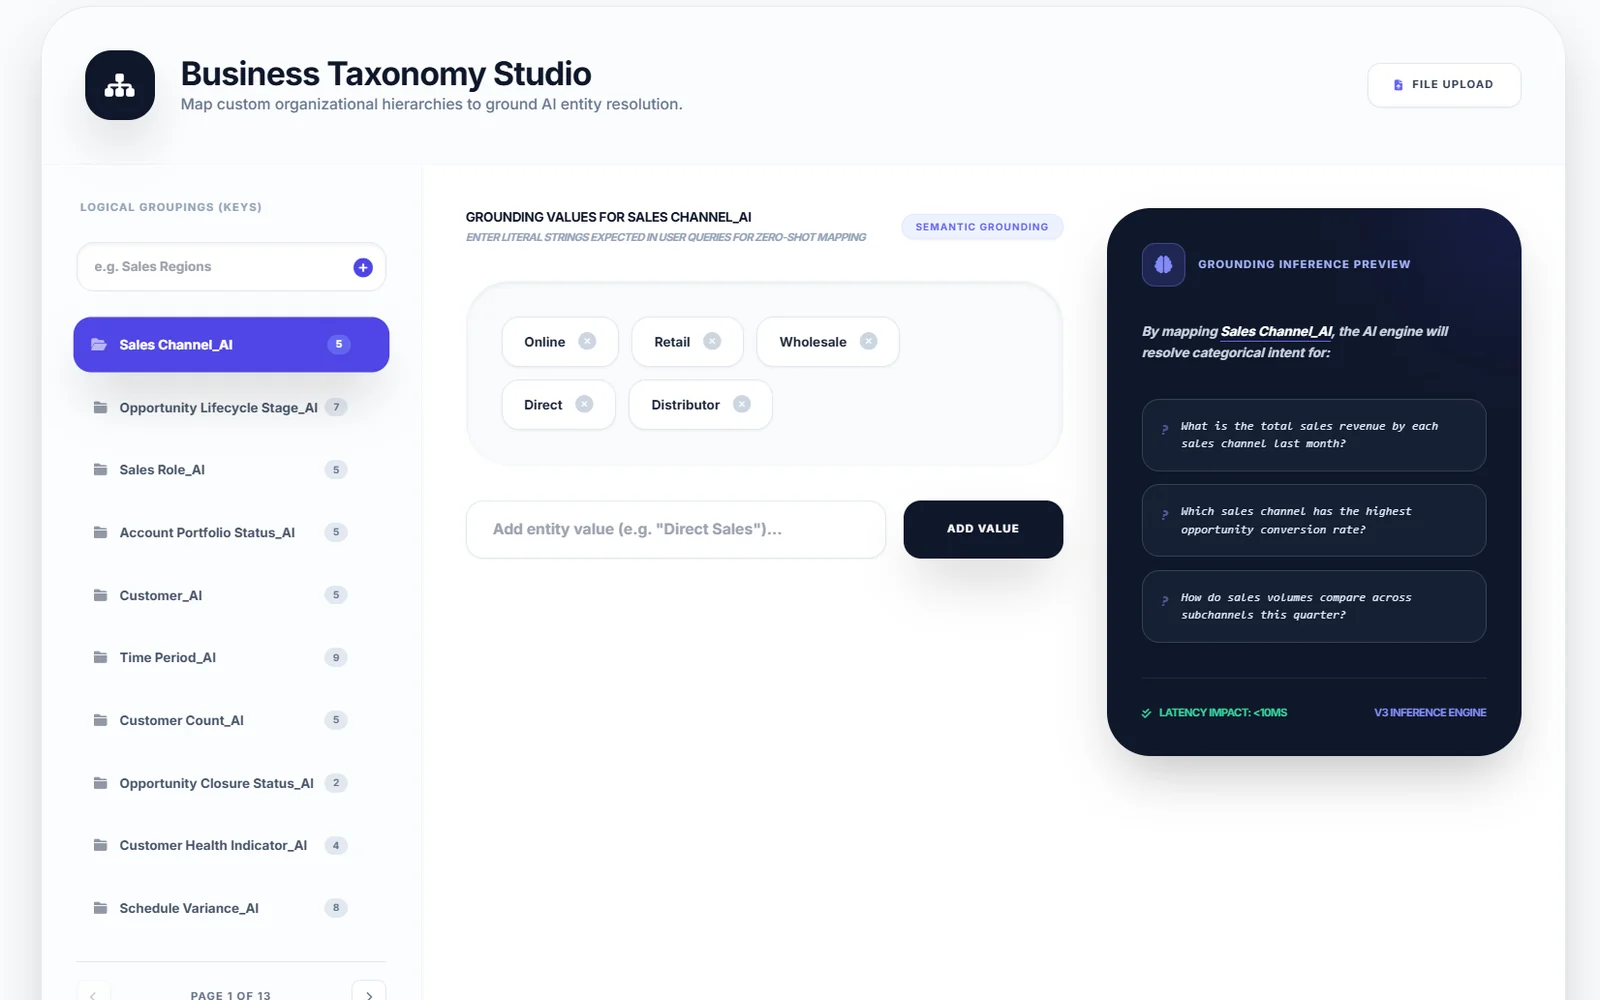 Business Taxonomy Studio
Map custom organizational hierarchies to ground AI entity resolution.
FILE UPLOAD
LOGICAL GROUPINGS (KEYS)
e.g. Sales Regions
Sales Channel_AI 5
Opportunity Lifecycle Stage_AI 7
Sales Role_AI 5
Account Portfolio Status_AI 5
Customer_AI 5
Time Period_AI 9
Customer Count_AI 5
Opportunity Closure Status_AI 2
Customer Health Indicator_AI 4
Schedule Variance_AI 8
PAGE 1 OF 13
GROUNDING VALUES FOR SALES CHANNEL_AI
ENTER LITERAL STRINGS EXPECTED IN USER QUERIES FOR ZERO-SHOT MAPPING
SEMANTIC GROUNDING
Online Retail Wholesale
Direct Distributor
Add entity value (e.g. "Direct Sales")...
ADD VALUE
GROUNDING INFERENCE PREVIEW
By mapping Sales Channel_AI, the AI engine will
resolve categorical intent for:
? What is the total sales revenue by each
sales channel last month?
? Which sales channel has the highest
opportunity conversion rate?
? How do sales volumes compare across
subchannels this quarter?
LATENCY IMPACT: <10MS
V3 INFERENCE ENGINE